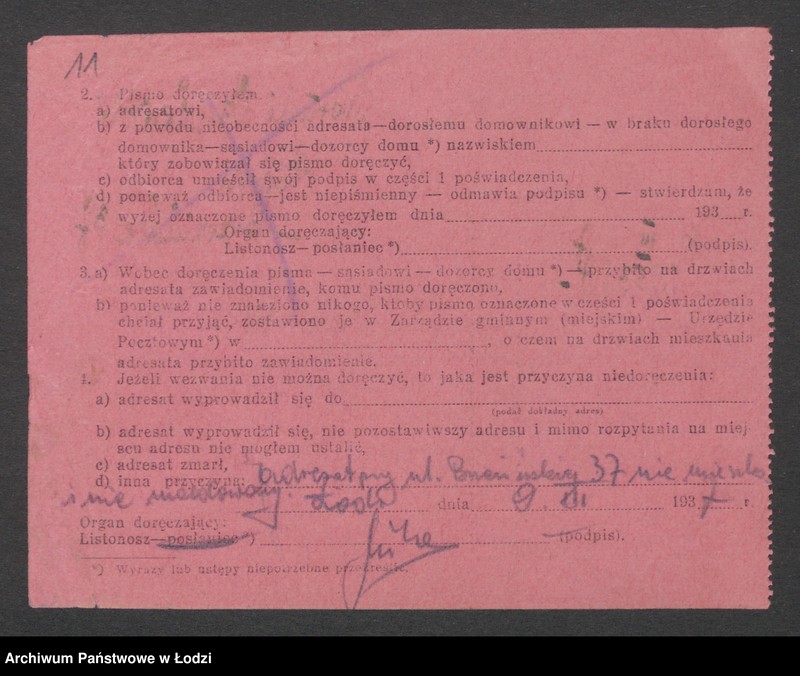 11
2. Pismo doręczyłem
a) adresatowi,
b) z powodu nieobecności adresata—dorosłemu domownikowi — w braku dorosłego
domownika—sąsiadowi—dozorcy domu *) nazwiskiem
który zobowiązał się pismo doręczyć,
c) odbiorca umieścił swój podpis w części 1 poświadczenia,
d) ponieważ odbiorca—jest niepiśmienny — odmawia podpisu *) — stwierdzam, że
wyżej oznaczone pismo doręczyłem dnia 193 r.
Organ doręczający:
Listonosz— posłaniec *) (podpis).
3. a) Wobec doręczenia pisma — sąsiadowi — dozorcy domu *) — przybito na drzwiach
adresata zawiadomienie, komu pismo doręczono,
b) ponieważ nie znaleziono nikogo, ktoby pismo oznaczone w części 1 poświadczenia
chciał przyjąć, zostawiono je w Zarządzie gminnym (miejskim) — Urzędzie
Pocztowym *) w , o czem na drzwiach mieszkania
adresata przybito zawiadomienie.
4. Jeżeli wezwania nie można doręczyć, to jaka jest przyczyna niedoręczenia:
a) adresat wyprowadził się do
(podać dokładny adres)
b) adresat wyprowadził się, nie pozostawiwszy adresu i mimo rozpytania na miej-
scu adresu nie mogłem ustalić,
c) adresat zmarł,
d) inna przyczyna: adresat przy ul. 37 nie mieszka
i nie meldowany. Łódź dnia 9. III 1937 r
Organ doręczający:
Listonosz—posłaniec *) (podpis).
*) Wyrazy lub ustępy niepotrzebne przekreślić.
Archiwum Państwowe w Łodzi